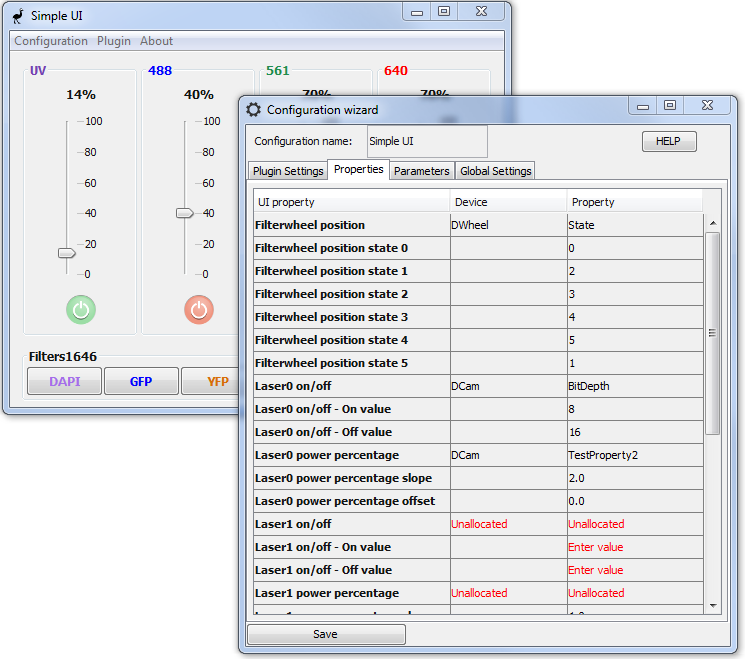 Simple UI
Configuration Plugin About
UV 488 561 640
14% 40% 70% 70%
100 100
80 80
60 60
40 40
20 20
0 0
Filters1646
DAPI GFP YFP
Configuration wizard
Configuration name: Simple UI HELP
Plugin Settings Properties Parameters Global Settings
UI property Device Property
Filterwheel position DWheel State
Filterwheel position state 0 0
Filterwheel position state 1 2
Filterwheel position state 2 3
Filterwheel position state 3 4
Filterwheel position state 4 5
Filterwheel position state 5 1
Laser0 on/off DCam BitDepth
Laser0 on/off - On value 8
Laser0 on/off - Off value 16
Laser0 power percentage DCam TestProperty2
Laser0 power percentage slope 2.0
Laser0 power percentage offset 0.0
Laser1 on/off Unallocated Unallocated
Laser1 on/off - On value Enter value
Laser1 on/off - Off value Enter value
Laser1 power percentage Unallocated Unallocated
Save